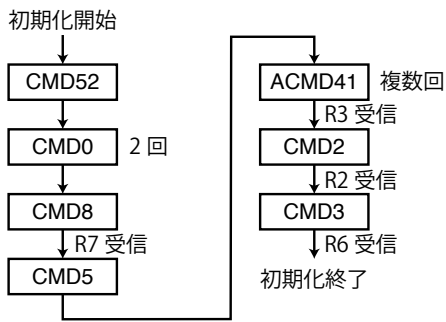 初期化開始
CMD52
CMD0 2回
CMD8
R7 受信
CMD5
ACMD41 複数回
R3 受信
CMD2
R2 受信
CMD3
R6 受信
初期化終了